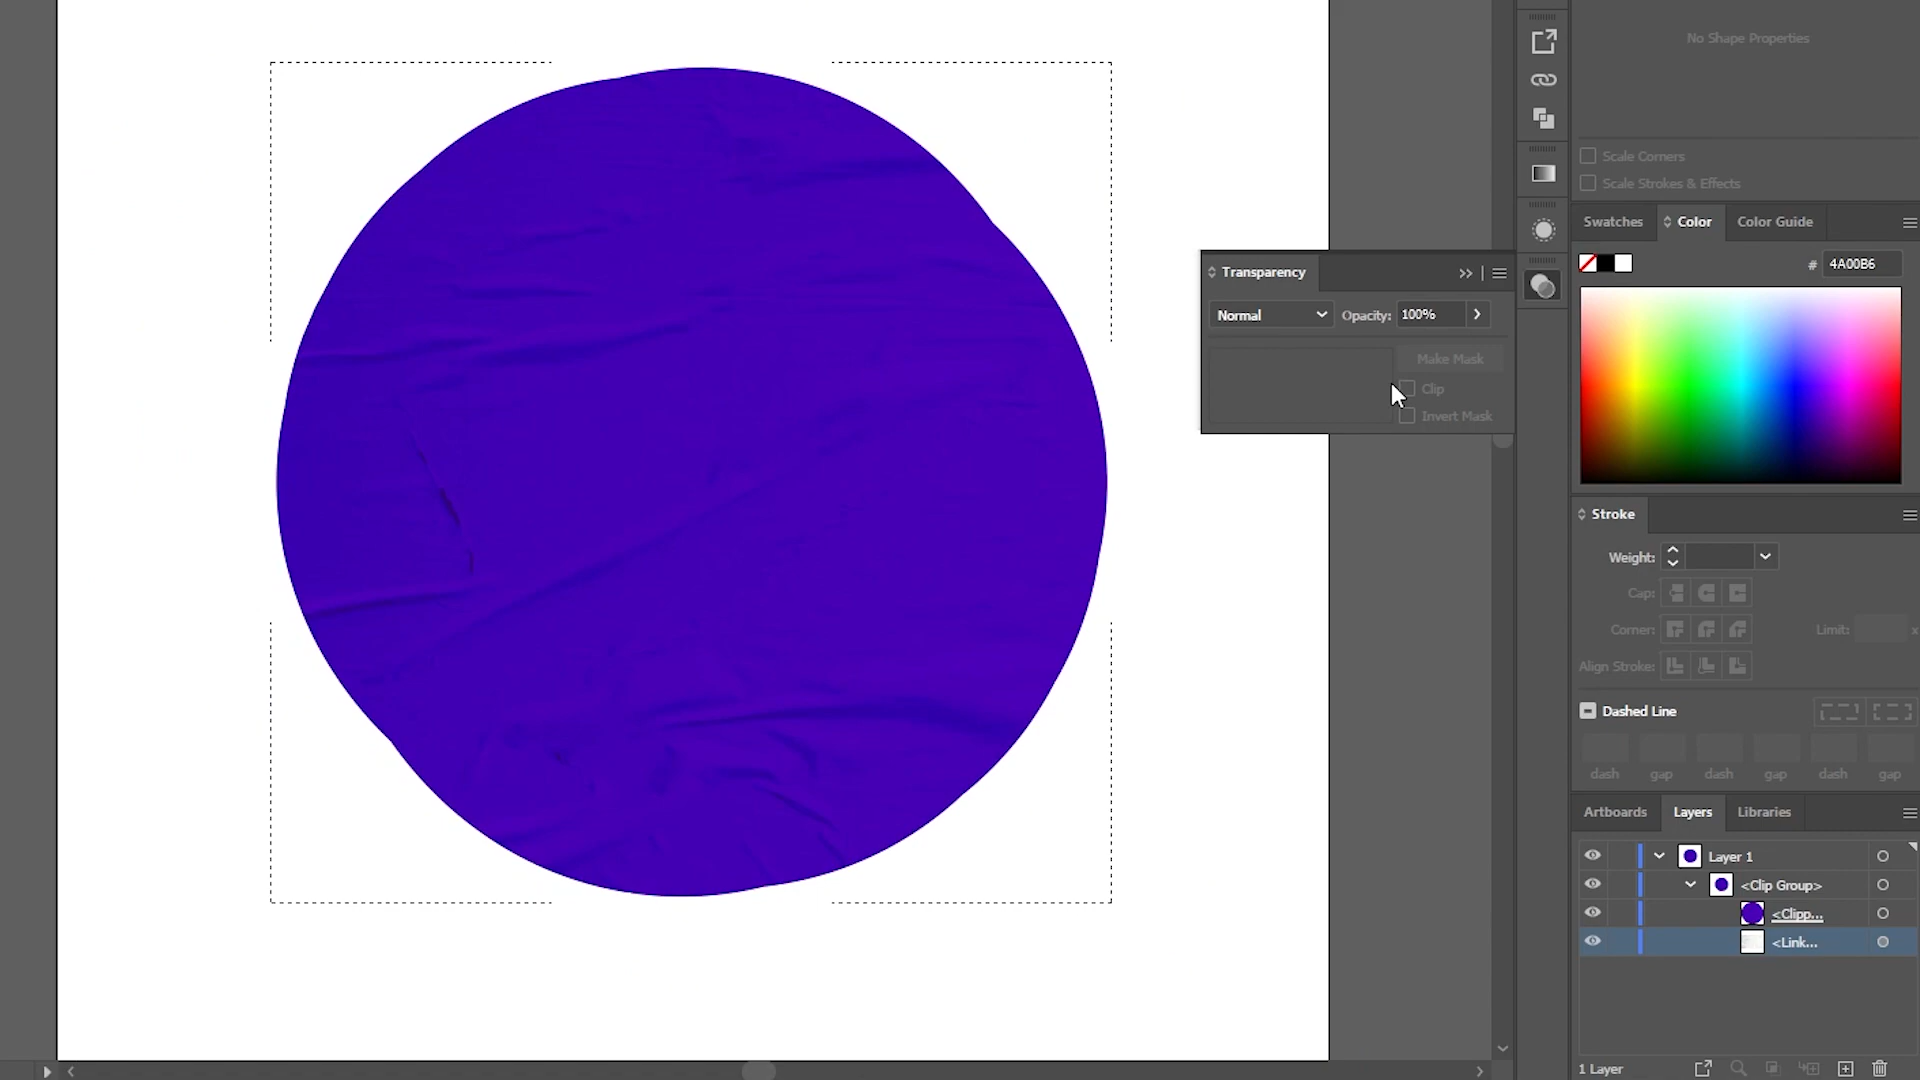 No Shape Properties
Scale Corners
Scale Strokes & Effects
Swatches Color Color Guide
# 4A00B6
Transparency
Normal Opacity: 100%
Make Mask
Clip
Invert Mask
Stroke
Weight:
Cap:
Corner: Limit: x
Align Stroke:
Dashed Line
dash gap dash gap dash gap
Artboards Layers Libraries
Layer 1
<Clip Group>
<Clipp...
<Link...
1 Layer